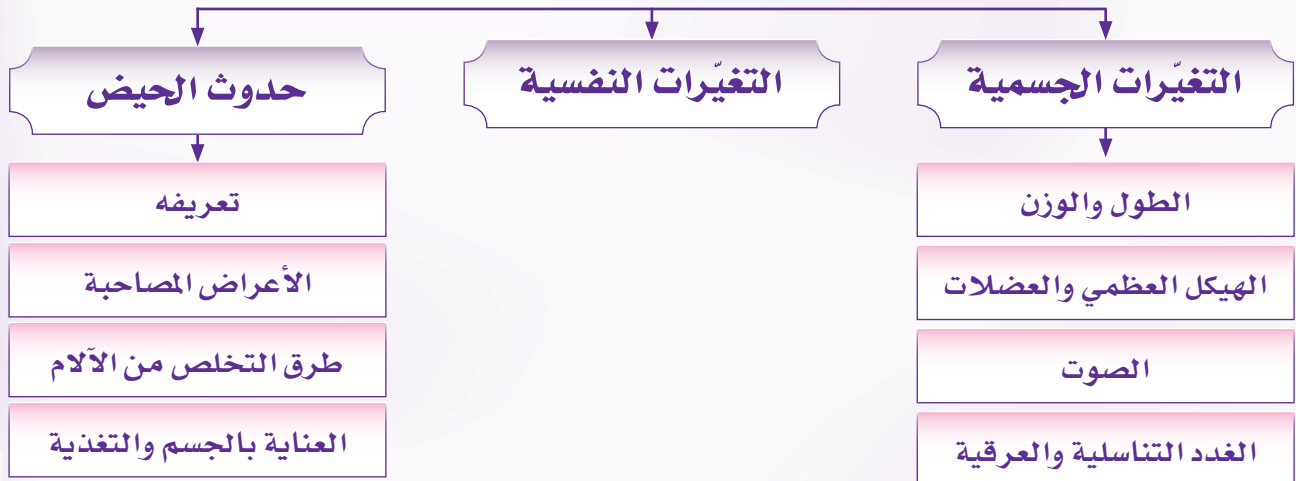 التغيّرات الجسمية
التغيّرات النفسية
حدوث الحيض
الطول والوزن
الهيكل العظمي والعضلات
الصوت
الغدد التناسلية والعرقية
تعريفه
الأعراض المصاحبة
طرق التخلص من الآلام
العناية بالجسم والتغذية